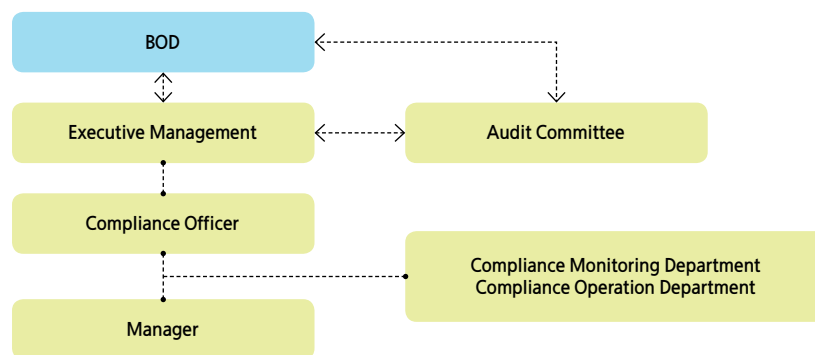 BOD
Executive Management
Audit Committee
Compliance Officer
Compliance Monitoring Department
Compliance Operation Department
Manager